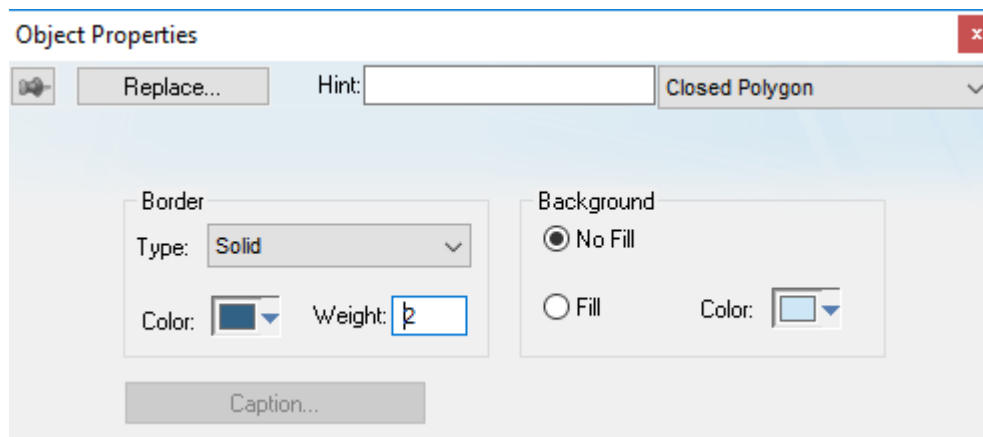 Object Properties
x
Replace... Hint: Closed Polygon
Border Background
Type: Solid No Fill
Color: Weight: 2 Fill Color:
Caption...